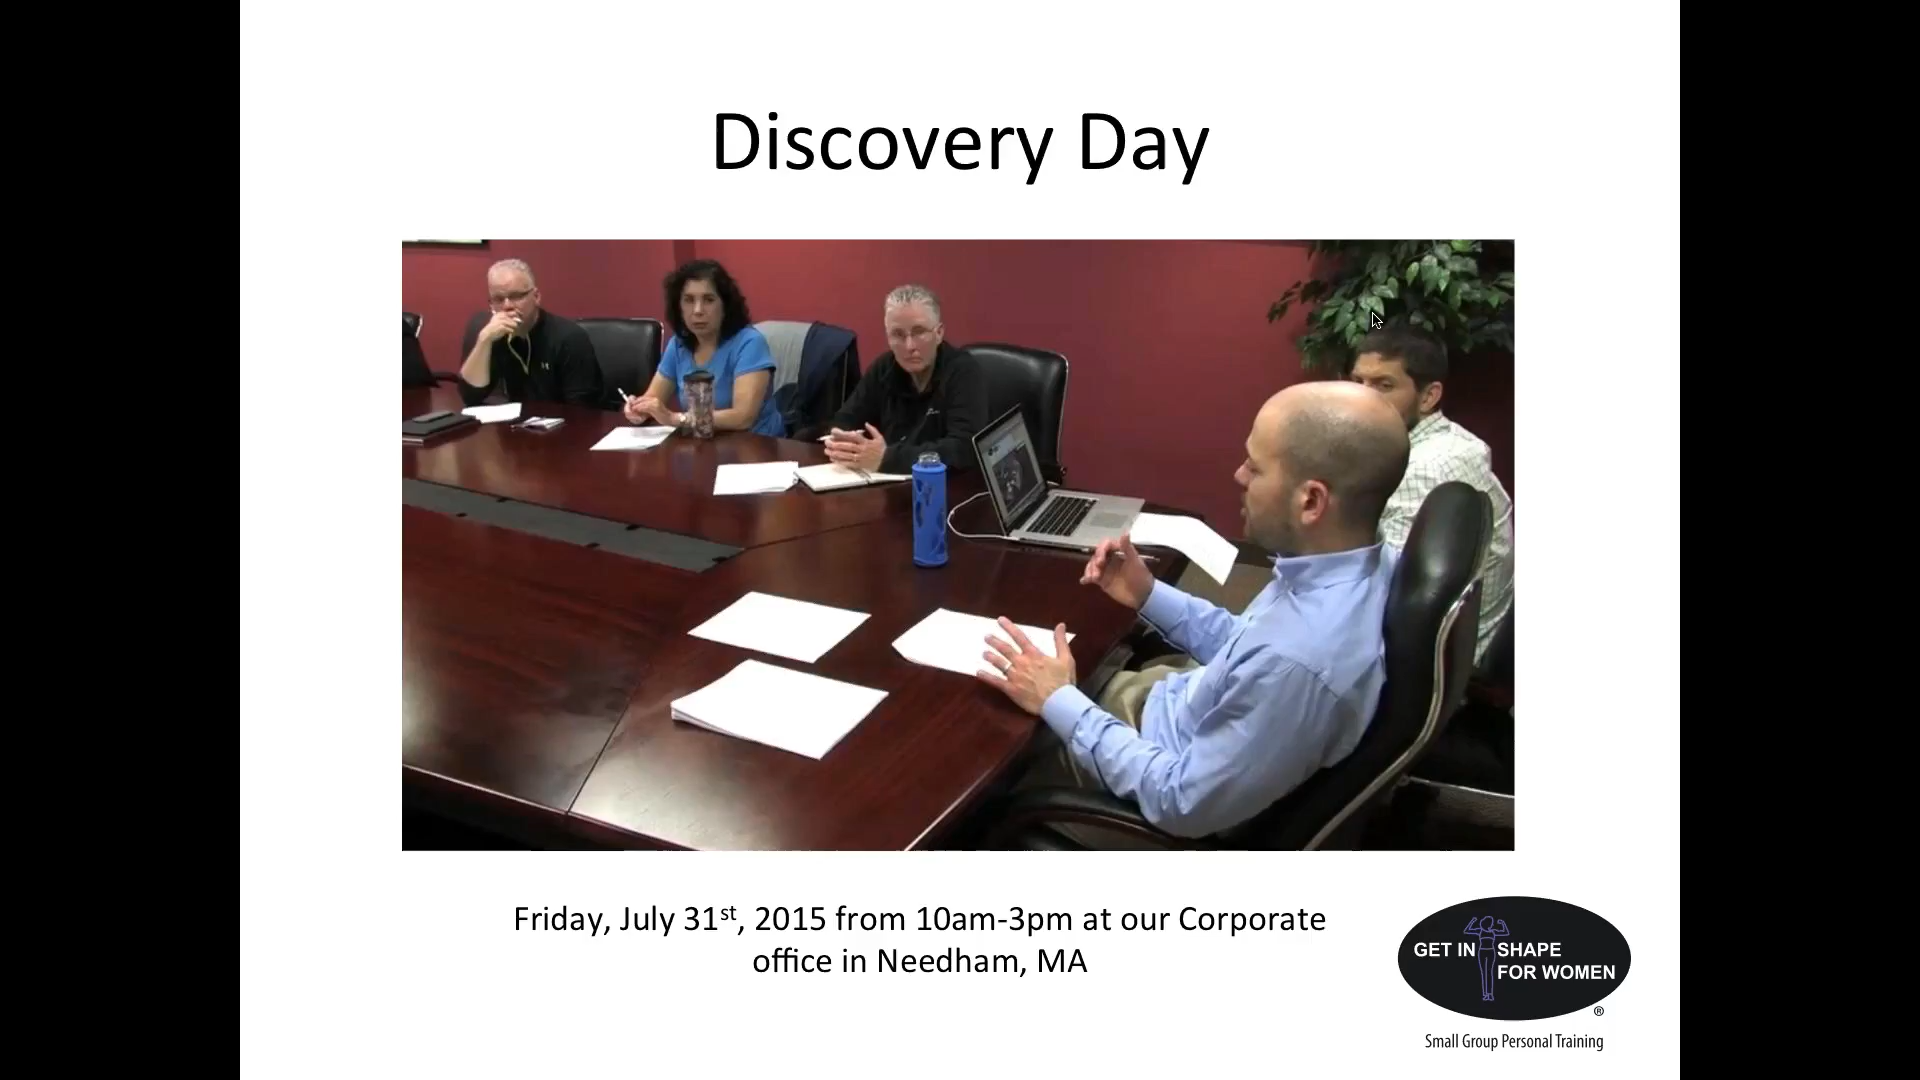 Discovery Day
Friday, July 31st, 2015 from 10am-3pm at our Corporate
office in Needham, MA
GET IN SHAPE
FOR WOMEN
®
Small Group Personal Training